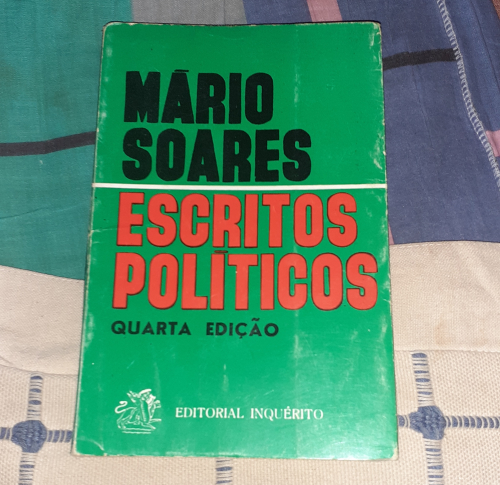 MÁRIO
SOARES
ESCRITOS
POLÍTICOS
QUARTA EDIÇÃO
EDITORIAL INQUÉRITO